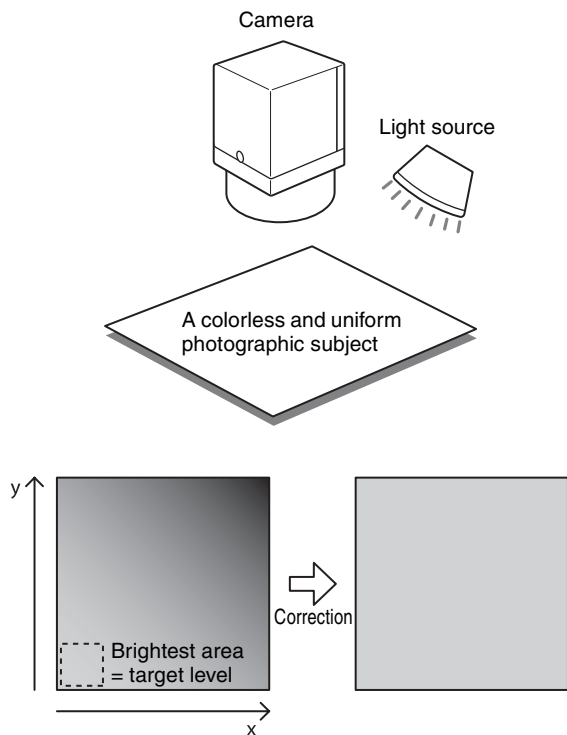 Camera
Light source
A colorless and uniform
photographic subject
y
Correction
Brightest area
= target level
x